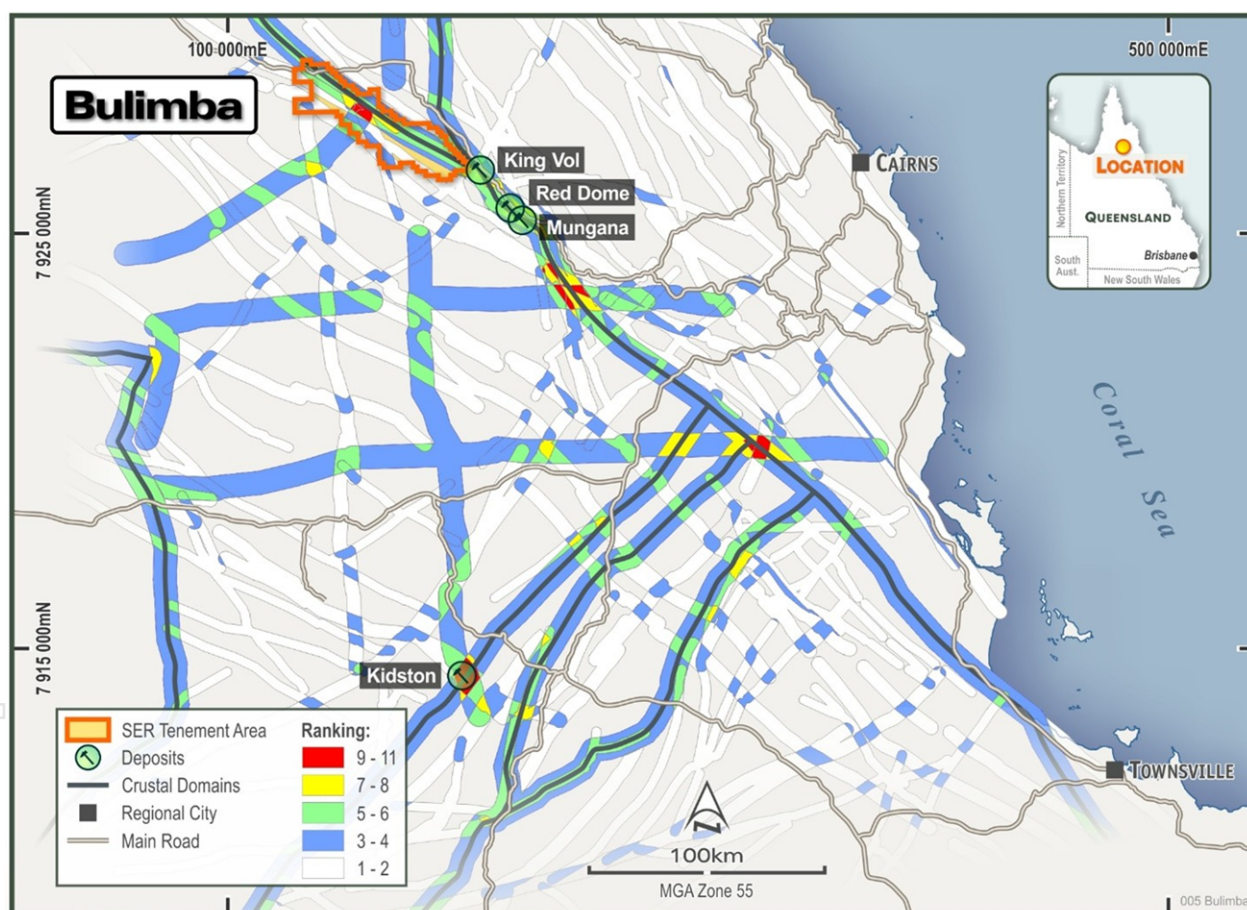 100 000mE
500 000mE
Bulimba
King Vol
Red Dome
Mungana
CAIRNS
LOCATION
Northern Territory
QUEENSLAND
Brisbane
South
Aust.
New South Wales
7 925 000mN
Coral Sea
7 915 000mN
Kidston
TOWNSVILLE
SER Tenement Area
Deposits
Crustal Domains
Regional City
Main Road
Ranking:
9 - 11
7 - 8
5 - 6
3 - 4
1 - 2
N
100km
MGA Zone 55
005 Bulimba